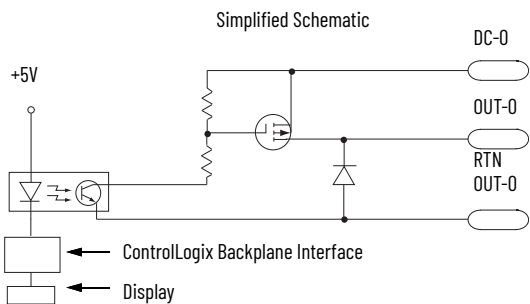 Simplified Schematic
DC-0
+5V
OUT-0
RTN
OUT-0
ControlLogix Backplane Interface
Display